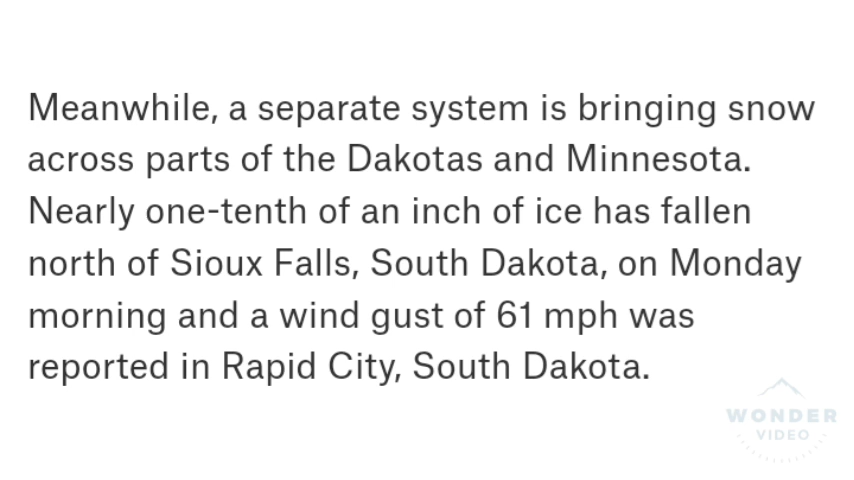 Meanwhile, a separate system is bringing snow
across parts of the Dakotas and Minnesota.
Nearly one-tenth of an inch of ice has fallen
north of Sioux Falls, South Dakota, on Monday
morning and a wind gust of 61 mph was
reported in Rapid City, South Dakota.
WONDER
VIDEO